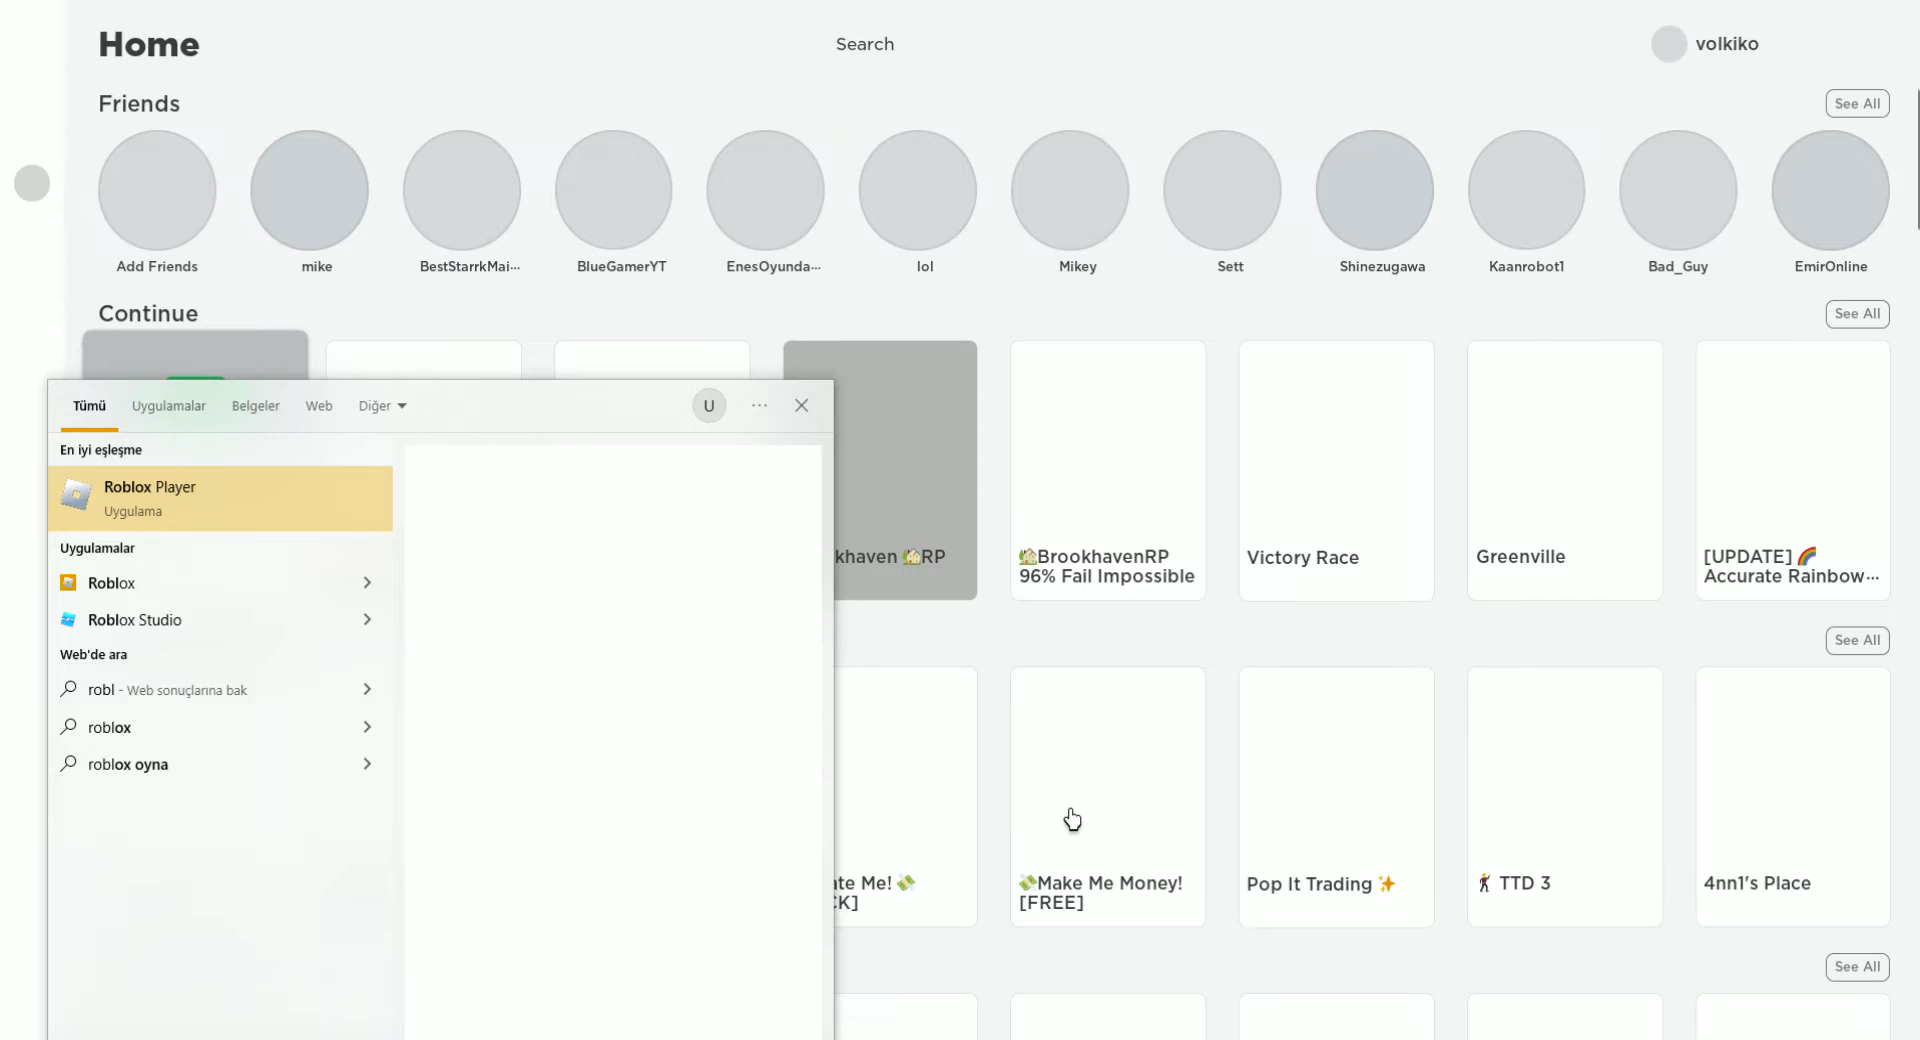 Home
Search
volkiko
Friends
See All
Add Friends
mike
BestStarrkMai...
BlueGamerYT
EnesOyunda...
lol
Mikey
Sett
Shinezugawa
Kaanrobot1
Bad_Guy
EmirOnline
Continue
See All
Tümü
Uygulamalar
Belgeler
Web
Diğer
U
En iyi eşleşme
Roblox Player
Uygulama
Uygulamalar
Roblox
Roblox Studio
Web'de ara
robl - Web sonuçlarına bak
roblox
roblox oyna
khaven 🏡RP
🏡BrookhavenRP
96% Fail Impossible
Victory Race
Greenville
[UPDATE] 🌈
Accurate Rainbow...
See All
ate Me! 💸
CK]
💸Make Me Money!
[FREE]
Pop It Trading ✨
🕺 TTD 3
4nn1's Place
See All